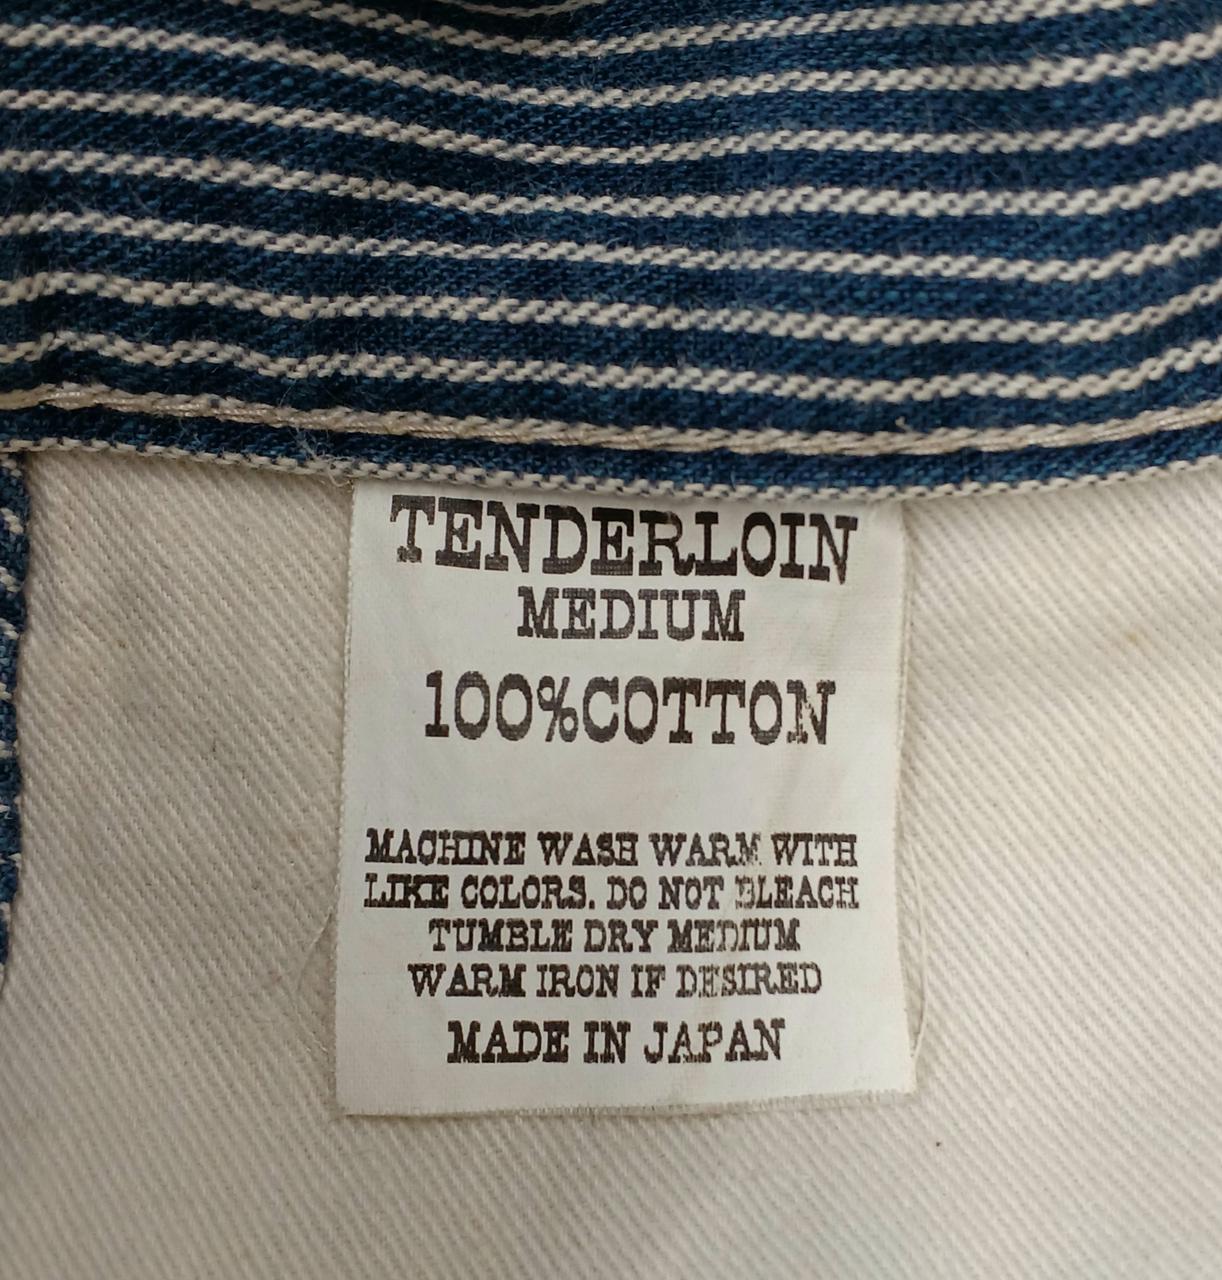 TENDERLOIN
MEDIUM
100%COTTON
MACHINE WASH WARM WITH
LIKE COLORS. DO NOT BLEACH
TUMBLE DRY MEDIUM
WARM IRON IF DESIRED
MADE IN JAPAN